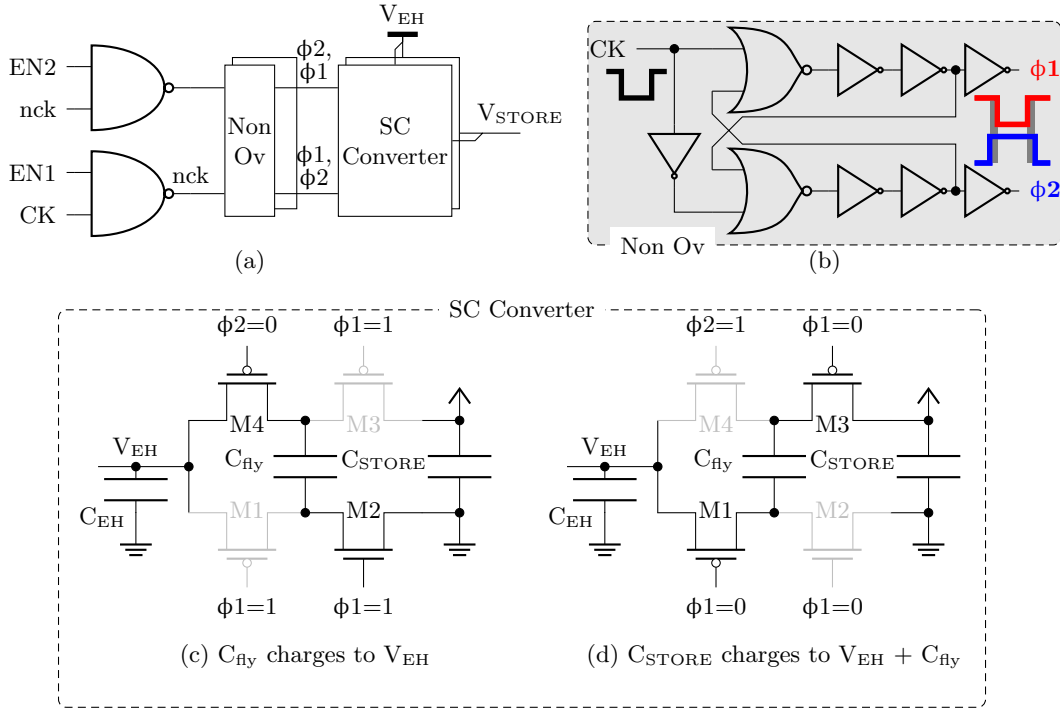 V_EH
EN2
nck
ϕ2,
ϕ1
Non
Ov
SC
Converter
V_STORE
EN1
CK
nck
ϕ1,
ϕ2
(a)
CK
ϕ1
ϕ2
Non Ov
(b)
SC Converter
ϕ2=0
ϕ1=1
ϕ2=1
ϕ1=0
M4
M3
M4
M3
V_EH
C_fly
C_STORE
V_EH
C_fly
C_STORE
C_EH
M1
M2
C_EH
M1
M2
ϕ1=1
ϕ1=1
ϕ1=0
ϕ1=0
(c) C_fly charges to V_EH
(d) C_STORE charges to V_EH + C_fly